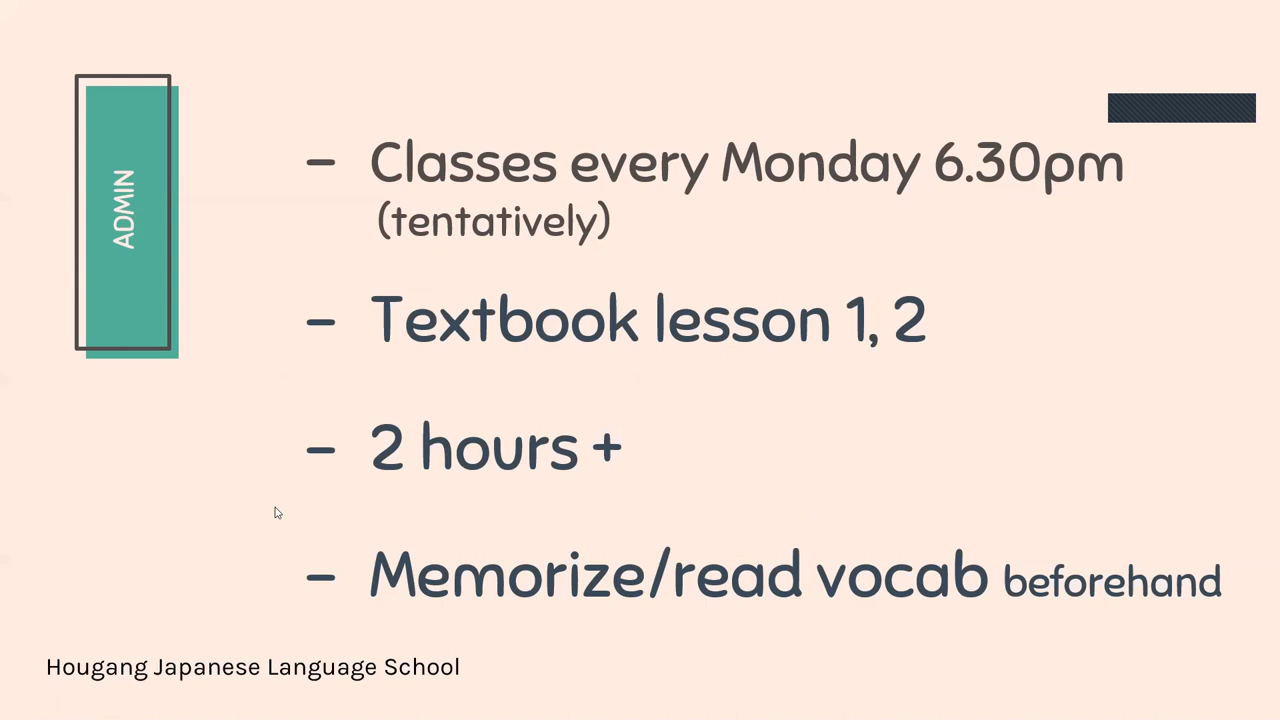 ADMIN
– Classes every Monday 6.30pm
(tentatively)
– Textbook lesson 1, 2
– 2 hours +
– Memorize/read vocab beforehand
Hougang Japanese Language School